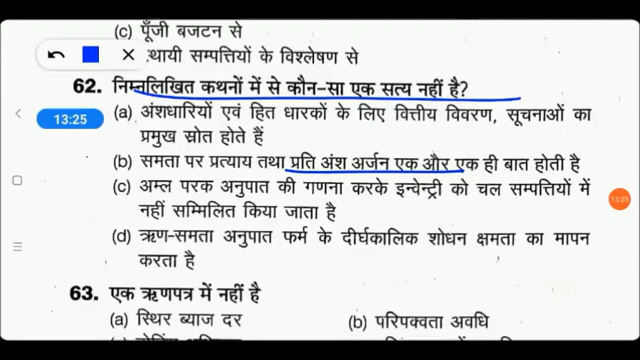 (c) पूँजी बजटन से
थायी सम्पत्तियों के विश्लेषण से
62. निम्नलिखित कथनों में से कौन-सा एक सत्य नहीं है?
(a) अंशधारियों एवं हित धारकों के लिए वित्तीय विवरण, सूचनाओं का
13:25
प्रमुख स्रोत होते हैं
(b) समता पर प्रत्याय तथा प्रति अंश अर्जन एक और एक ही बात होती है
(c) अम्ल परक अनुपात की गणना करके इन्वेन्ट्री को चल सम्पत्तियों में
13:25
नहीं सम्मिलित किया जाता है
(d) ऋण-समता अनुपात फर्म के दीर्घकालिक शोधन क्षमता का मापन
करता है
63. एक ऋणपत्र में नहीं है
(a) स्थिर ब्याज दर (b) परिपक्वता अवधि